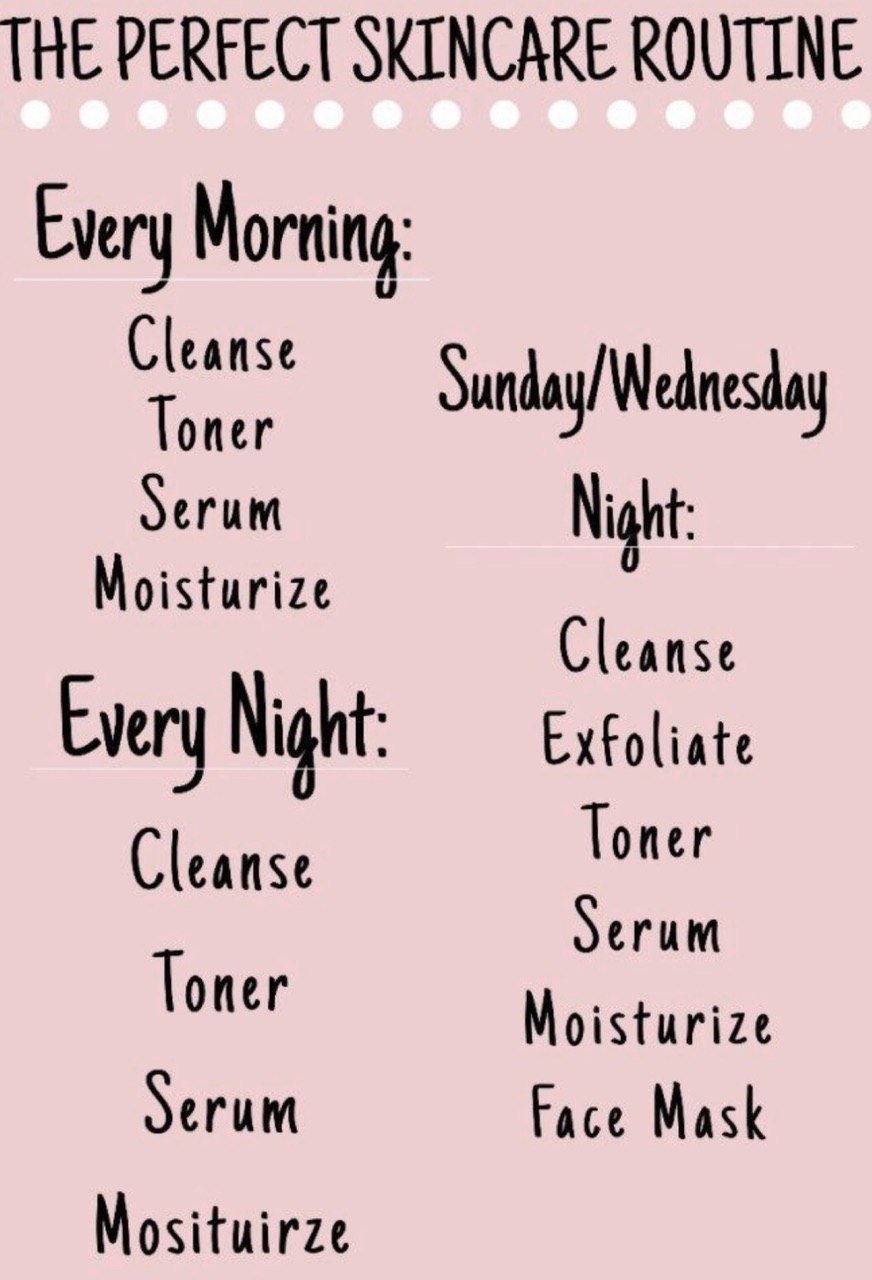 THE PERFECT SKINCARE ROUTINE
Every Morning:
Cleanse
Toner
Serum
Moisturize
Every Night:
Cleanse
Toner
Serum
Mosituirze
Sunday/Wednesday
Night:
Cleanse
Exfoliate
Toner
Serum
Moisturize
Face Mask